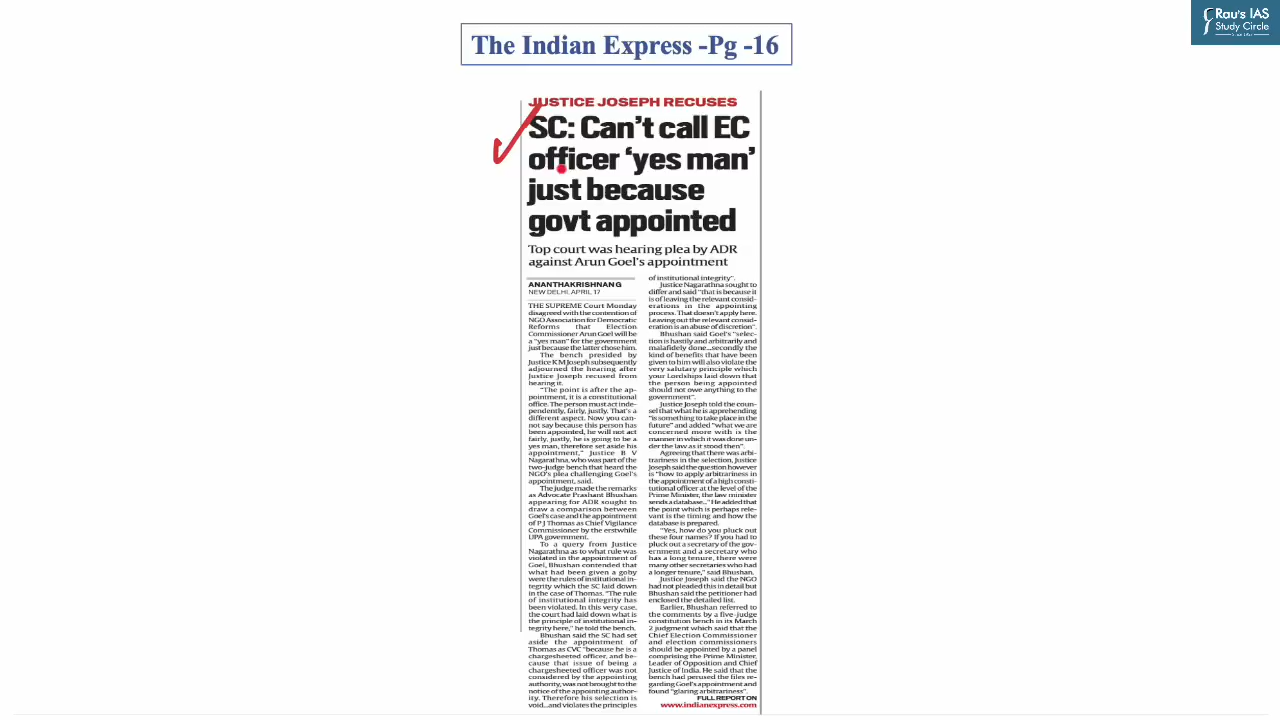 Rau's IAS
Study Circle
The Indian Express -Pg -16
JUSTICE JOSEPH RECUSES
SC: Can't call EC
officer 'yes man'
just because
govt appointed
Top court was hearing plea by ADR
against Arun Goel's appointment
ANANTHAKRISHNAN G
NEW DELHI, APRIL 17
THE SUPREME Court Monday
disagreed with the contention of
NGO Association for Democratic
Reforms that Election
Commissioner Arun Goel will be
a "yes man" for the government
just because the latter chose him.
The bench presided by
Justice K M Joseph subsequently
adjourned the hearing after
Justice Joseph recused from
hearing it.
"The point is after the ap-
pointment, it is a constitutional
office. The person must act inde-
pendently, fairly, justly. That's a
different aspect. Now you can-
not say because this person has
been appointed, he will not act
fairly, justly, he is going to be a
yes man, therefore set aside his
appointment," Justice B V
Nagarathna, who was part of the
two-judge bench that heard the
NGO's plea challenging Goel's
appointment, said.
The judge made the remarks
as Advocate Prashant Bhushan
appearing for ADR sought to
draw a comparison between
Goel's case and the appointment
of P J Thomas as Chief Vigilance
Commissioner by the erstwhile
UPA government.
To a query from Justice
Nagarathna as to what rule was
violated in the appointment of
Goel, Bhushan contended that
what had been given a goby
were the rules of institutional in-
tegrity which the SC laid down
in the case of Thomas. "The rule
of institutional integrity has
been violated. In this very case,
the court had laid down what is
the principle of institutional in-
tegrity here," he told the bench.
Bhushan said the SC had set
aside the appointment of
Thomas as CVC "because he is a
chargesheeted officer, and be-
cause that issue of being a
chargesheeted officer was not
considered by the appointing
authority, was not brought to the
notice of the appointing author-
ity. Therefore his selection is
void...and violates the principles
of institutional integrity".
Justice Nagarathna sought to
differ and said "that is because it
is of leaving the relevant consid-
erations in the appointing
process. That doesn't apply here.
Leaving out the relevant consid-
eration is an abuse of discretion".
Bhushan said Goel's "selec-
tion is hastily and arbitrarily and
malafidely done...secondly the
kind of benefits that have been
given to him will also violate the
very salutary principle which
your Lordships laid down that
the person being appointed
should not owe anything to the
government".
Justice Joseph told the coun-
sel that what he is apprehending
"is something to take place in the
future" and added "what we are
concerned more with is the
manner in which it was done un-
der the law as it stood then".
Agreeing that there was arbi-
trariness in the selection, Justice
Joseph said the question however
is "how to apply arbitrariness in
the appointment of a high consti-
tutional officer at the level of the
Prime Minister, the law minister
sends a database..." He added that
the point which is perhaps rele-
vant is the timing and how the
database is prepared.
"Yes, how do you pluck out
these four names? If you had to
pluck out a secretary of the gov-
ernment and a secretary who
has a long tenure, there were
many other secretaries who had
a longer tenure," said Bhushan.
Justice Joseph said the NGO
had not pleaded this in detail but
Bhushan said the petitioner had
enclosed the detailed list.
Earlier, Bhushan referred to
the comments by a five-judge
constitution bench in its March
2 judgment which said that the
Chief Election Commissioner
and election commissioners
should be appointed by a panel
comprising the Prime Minister,
Leader of Opposition and Chief
Justice of India. He said that the
bench had perused the files re-
garding Goel's appointment and
found "glaring arbitrariness".
FULL REPORT ON
www.indianexpress.com